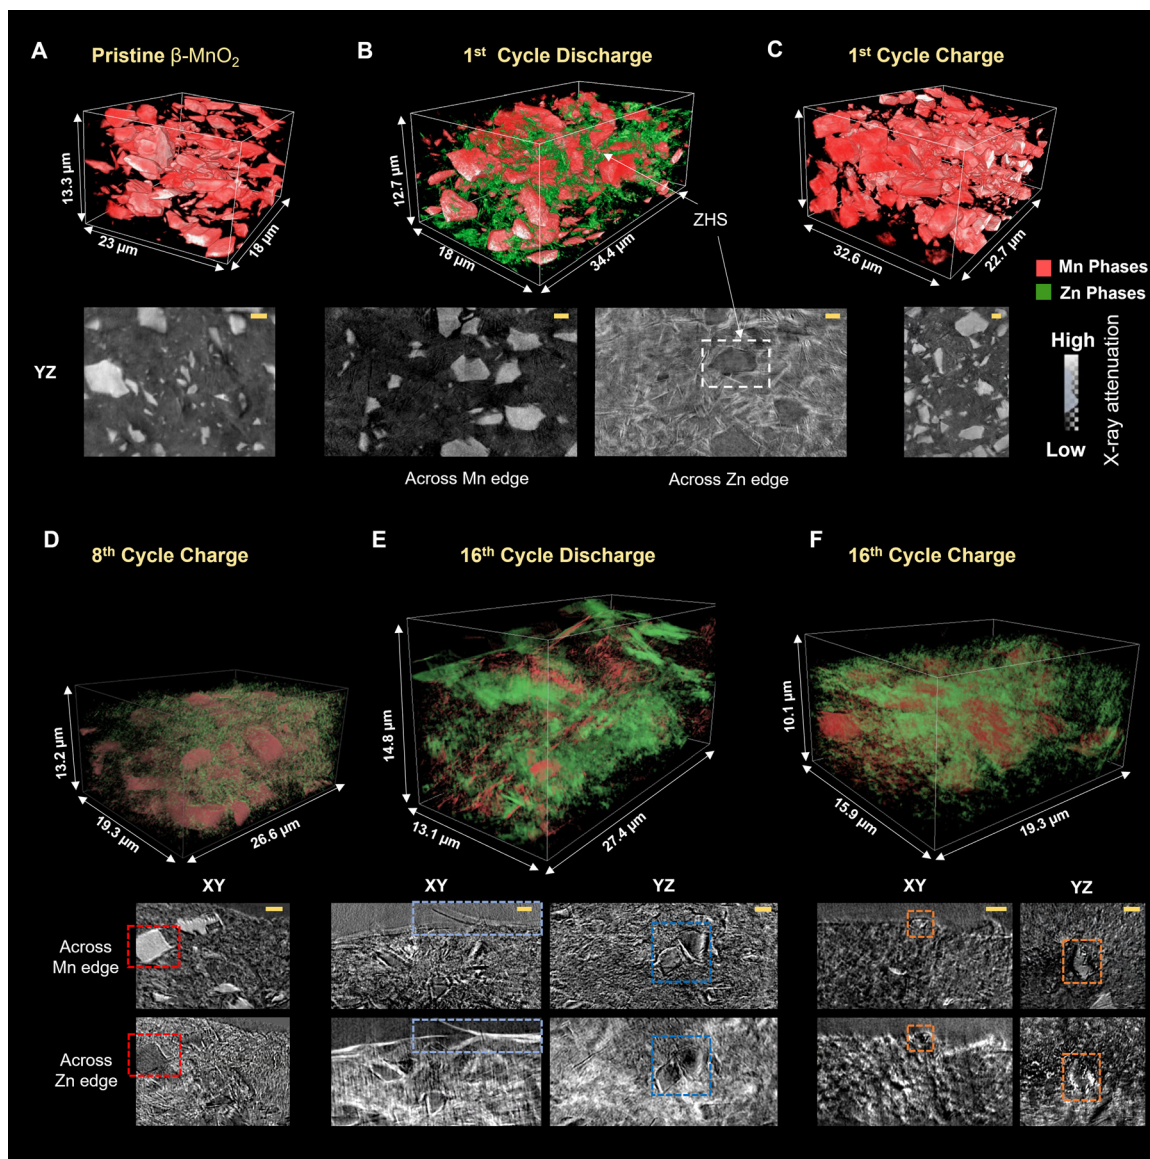 A
Pristine β-MnO₂
B
1st Cycle Discharge
C
1st Cycle Charge
13.3 µm
23 µm
18 µm
12.7 µm
18 µm
34.4 µm
ZHS
32.6 µm
22.7 µm
Mn Phases
Zn Phases
YZ
High
Low
X-ray attenuation
Across Mn edge
Across Zn edge
D
8th Cycle Charge
E
16th Cycle Discharge
F
16th Cycle Charge
13.2 µm
19.3 µm
26.6 µm
14.8 µm
13.1 µm
27.4 µm
10.1 µm
15.9 µm
19.3 µm
XY
XY
YZ
XY
YZ
Across
Mn edge
Across
Zn edge